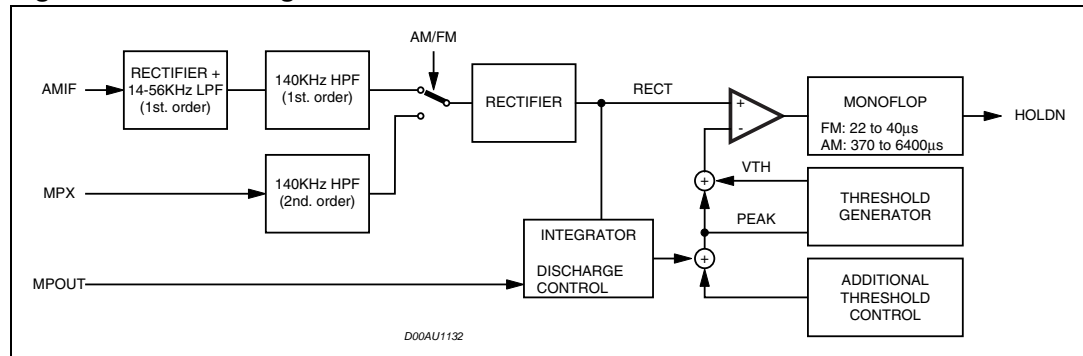 AM/FM
AMIF
RECTIFIER +
14-56KHz LPF
(1st. order)
140KHz HPF
(1st. order)
RECTIFIER
RECT
+
-
MONOFLOP
FM: 22 to 40µs
AM: 370 to 6400µs
HOLDN
MPX
140KHz HPF
(2nd. order)
VTH
+
THRESHOLD
GENERATOR
PEAK
INTEGRATOR
DISCHARGE
CONTROL
+
MPOUT
ADDITIONAL
THRESHOLD
CONTROL
D00AU1132